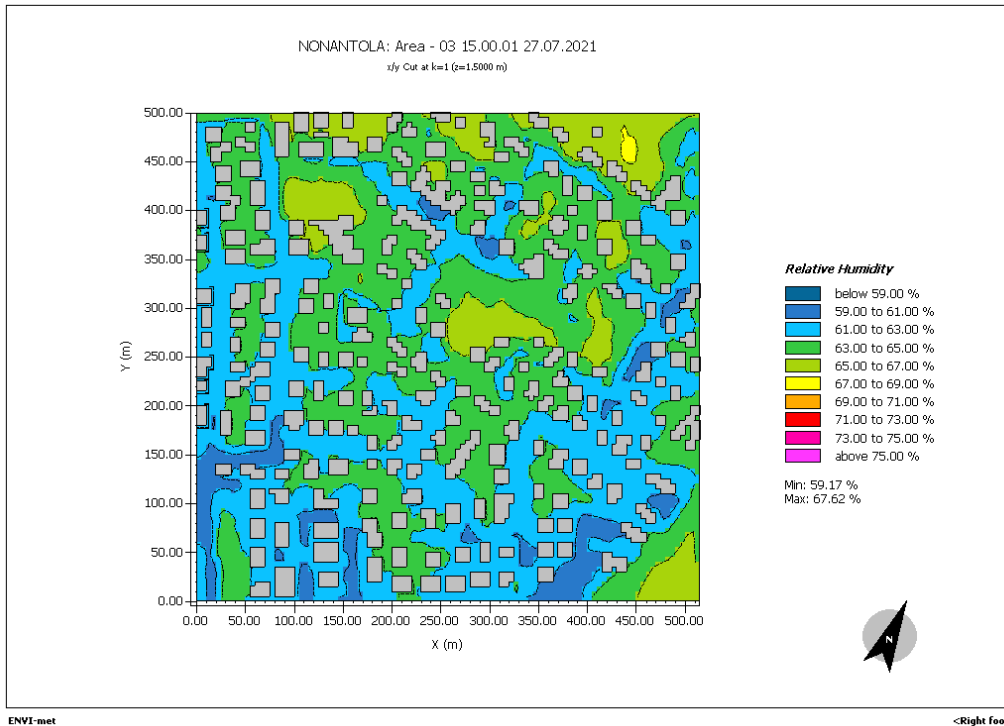 NONANTOLA: Area - 03 15.00.01 27.07.2021
x/y Cut at k=1 (z=1.5000 m)
500.00
450.00
400.00
350.00
300.00
250.00
200.00
150.00
100.00
50.00
0.00
Y (m)
0.00 50.00 100.00 150.00 200.00 250.00 300.00 350.00 400.00 450.00 500.00
X (m)
Relative Humidity
below 59.00 %
59.00 to 61.00 %
61.00 to 63.00 %
63.00 to 65.00 %
65.00 to 67.00 %
67.00 to 69.00 %
69.00 to 71.00 %
71.00 to 73.00 %
73.00 to 75.00 %
above 75.00 %
Min: 59.17 %
Max: 67.62 %
N
ENVI-met
<Right foo